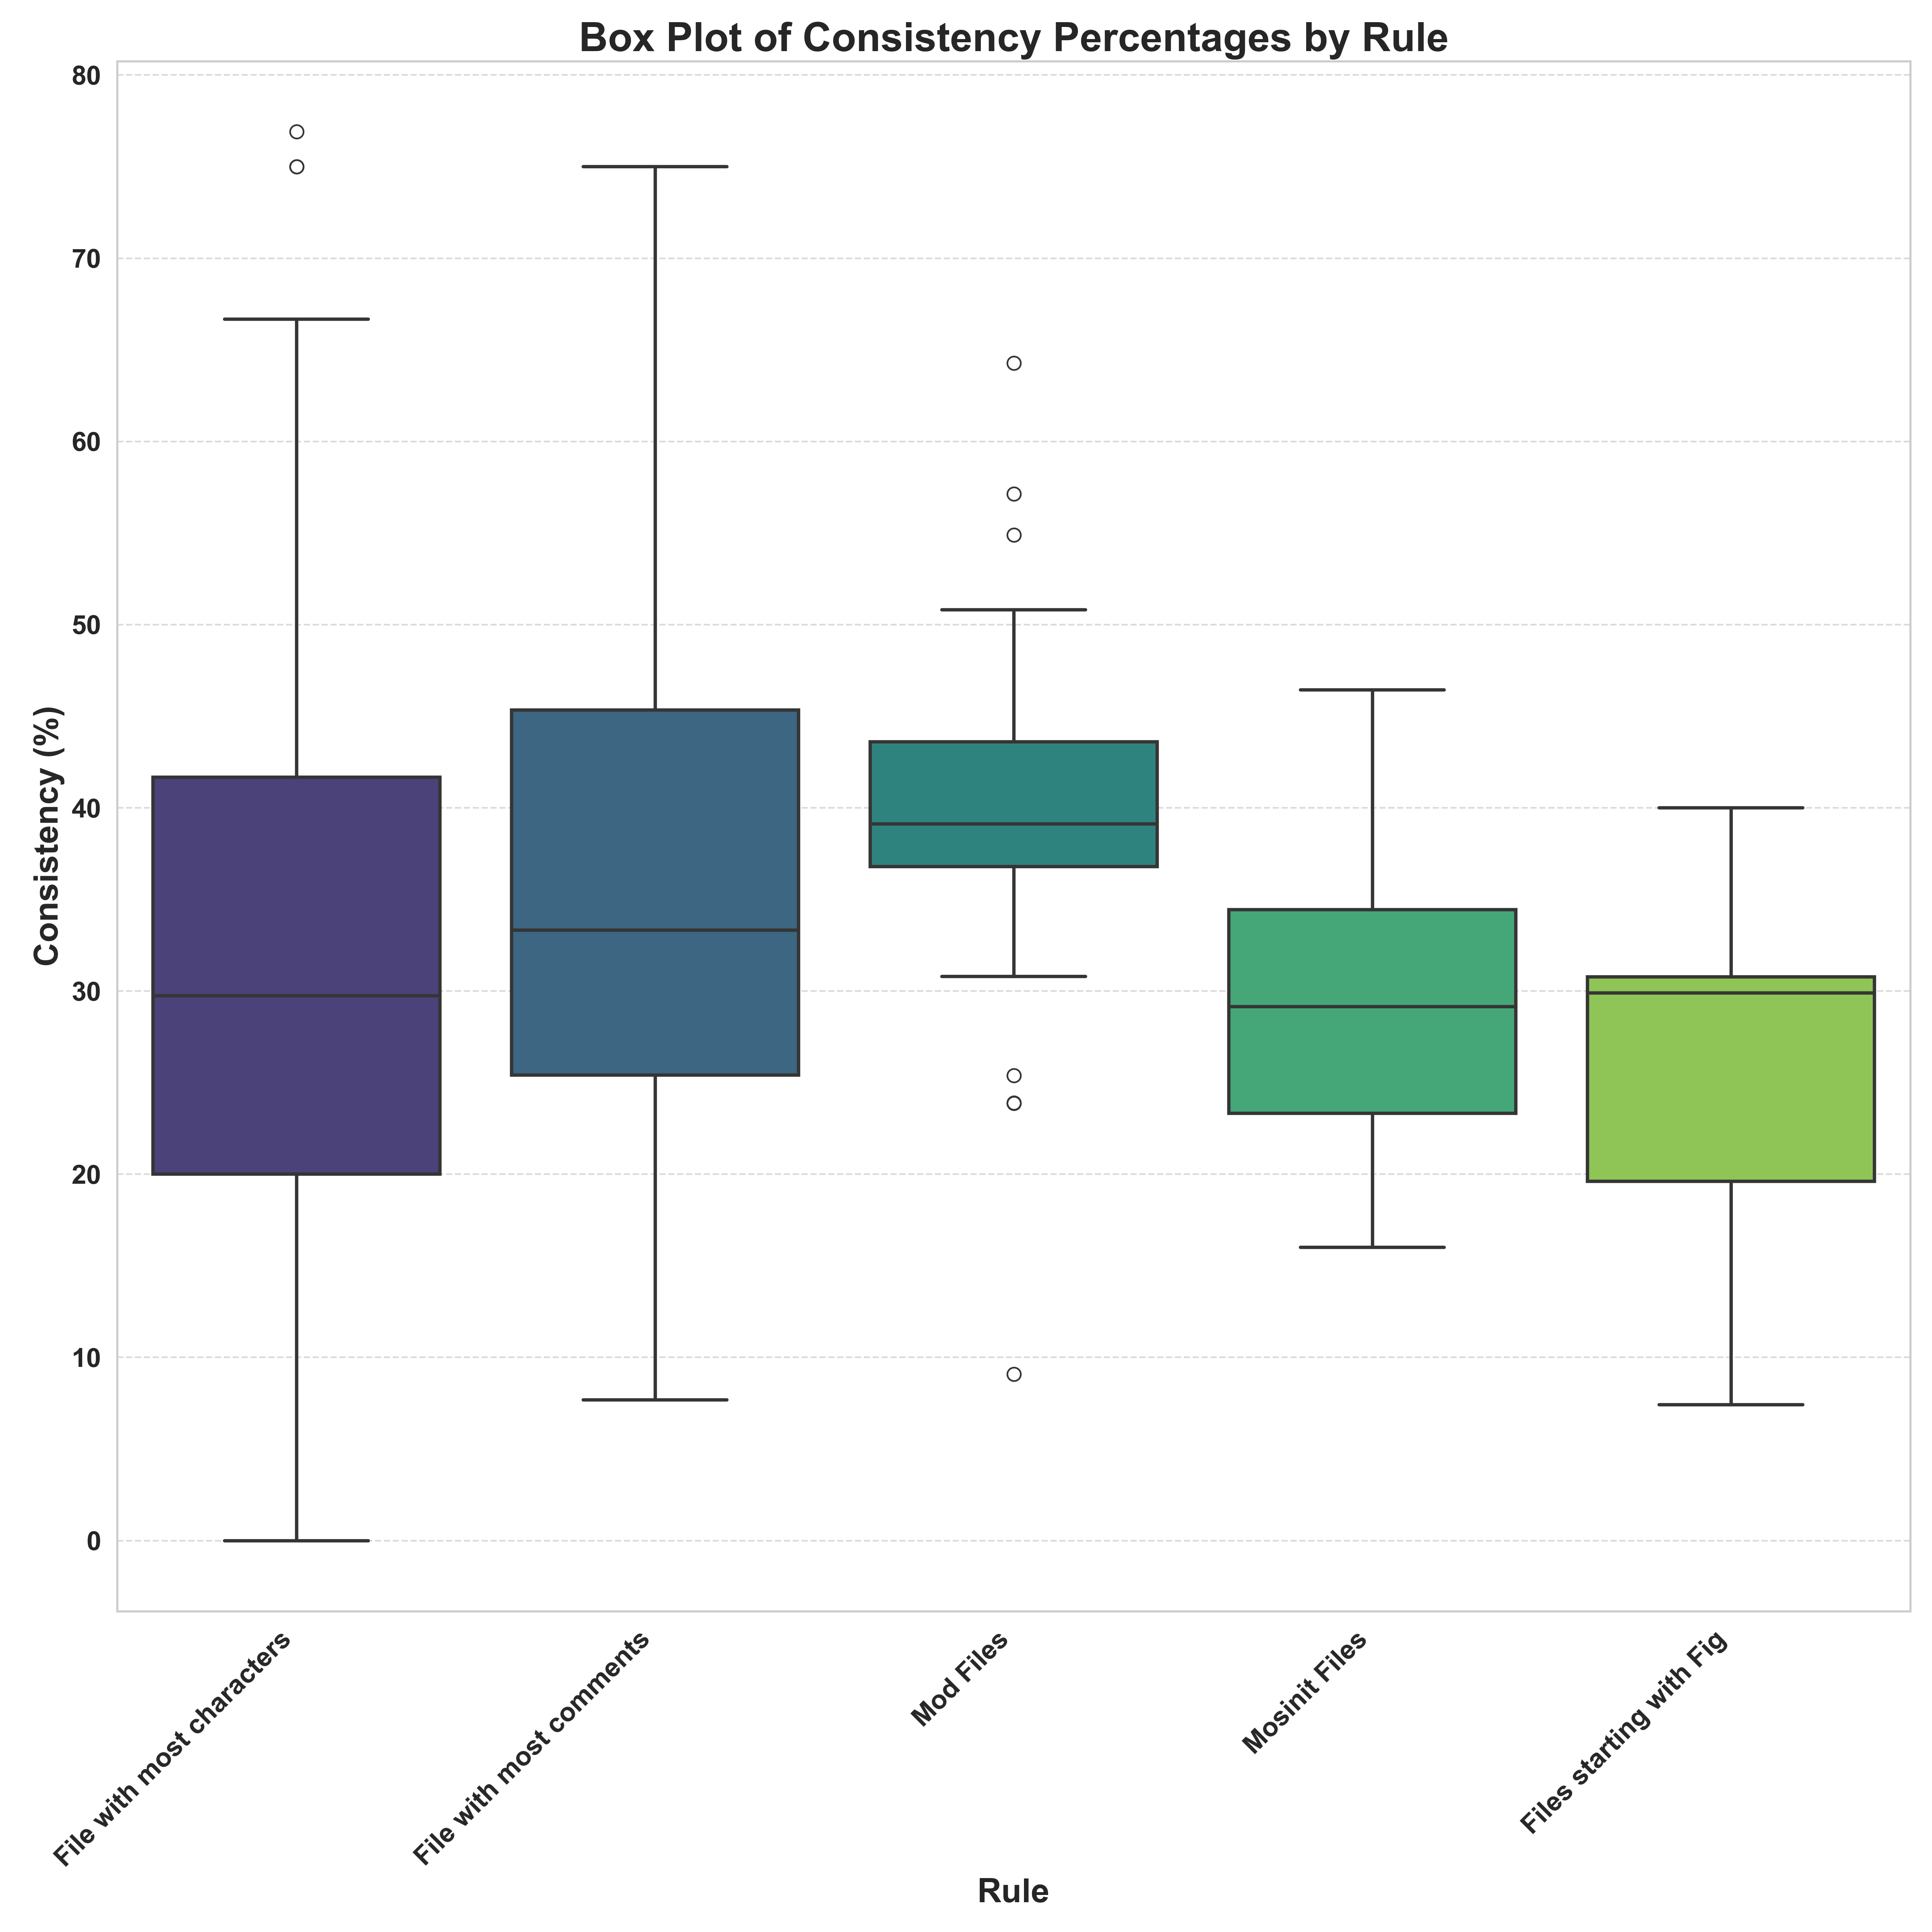 Box Plot of Consistency Percentages by Rule
80
70
60
50
40
30
20
10
0
Consistency (%)
File with most characters
File with most comments
Mod Files
Mosinit Files
Files starting with Fig
Rule